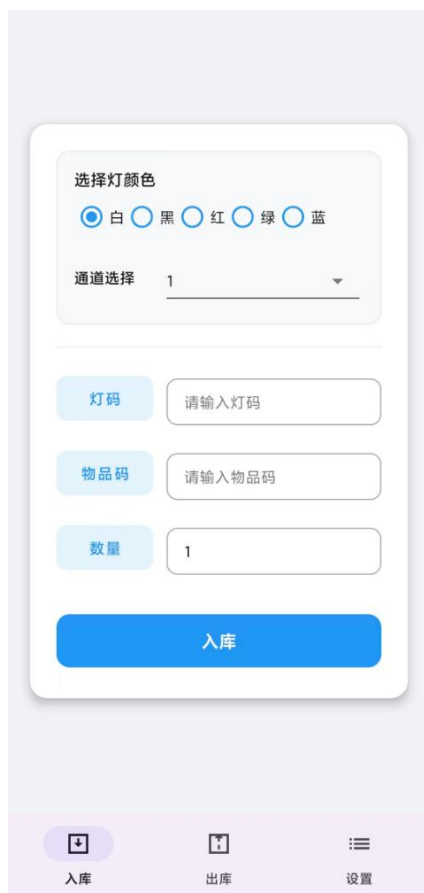 选择灯颜色
白 黑 红 绿 蓝
通道选择 1
灯码 请输入灯码
物品码 请输入物品码
数量 1
入库
入库 出库 设置